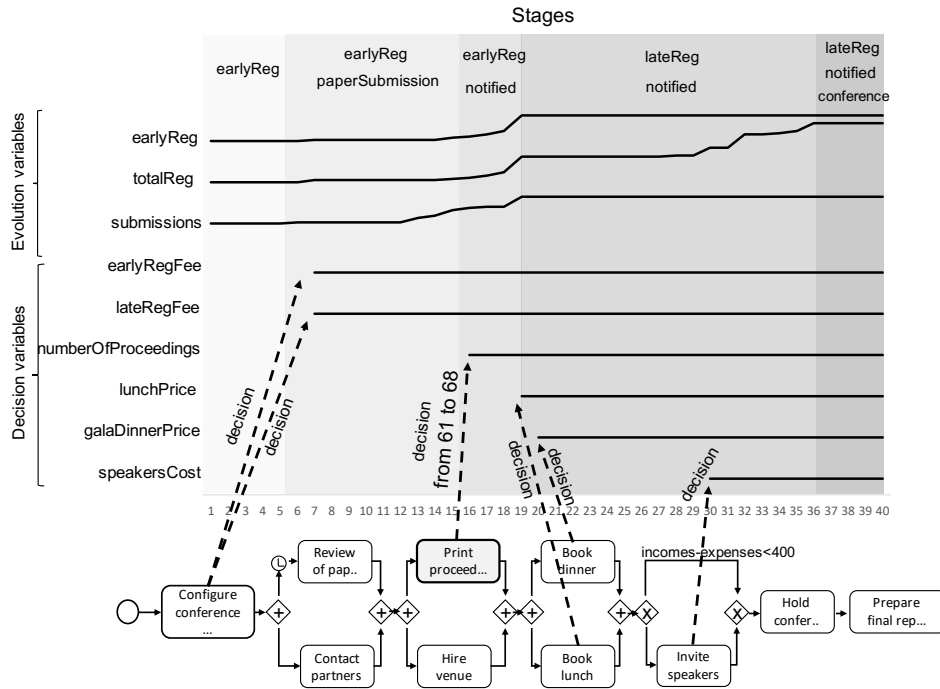 Stages
earlyReg
earlyReg
paperSubmission
earlyReg
notified
lateReg
notified
lateReg
notified
conference
Evolution variables
earlyReg
totalReg
submissions
Decision variables
earlyRegFee
lateRegFee
numberOfProceedings
lunchPrice
galaDinnerPrice
speakersCost
decision
decision
decision
from 61 to 68
decision
decision
decision
1 2 3 4 5 6 7 8 9 10 11 12 13 14 15 16 17 18 19 20 21 22 23 24 25 26 27 28 29 30 31 32 33 34 35 36 37 38 39 40
Configure
conference
...
Review
of pap..
Contact
partners
Print
proceed...
Hire
venue
Book
dinner
Book
lunch
incomes-expenses<400
X
Invite
speakers
X
Hold
confer..
Prepare
final rep...